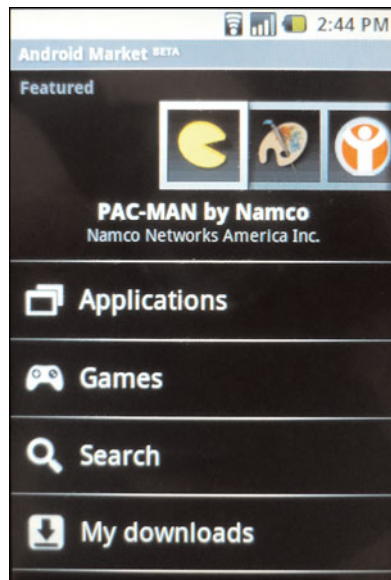 2:44 PM
Android Market BETA
Featured
PAC-MAN by Namco
Namco Networks America Inc.
Applications
Games
Search
My downloads